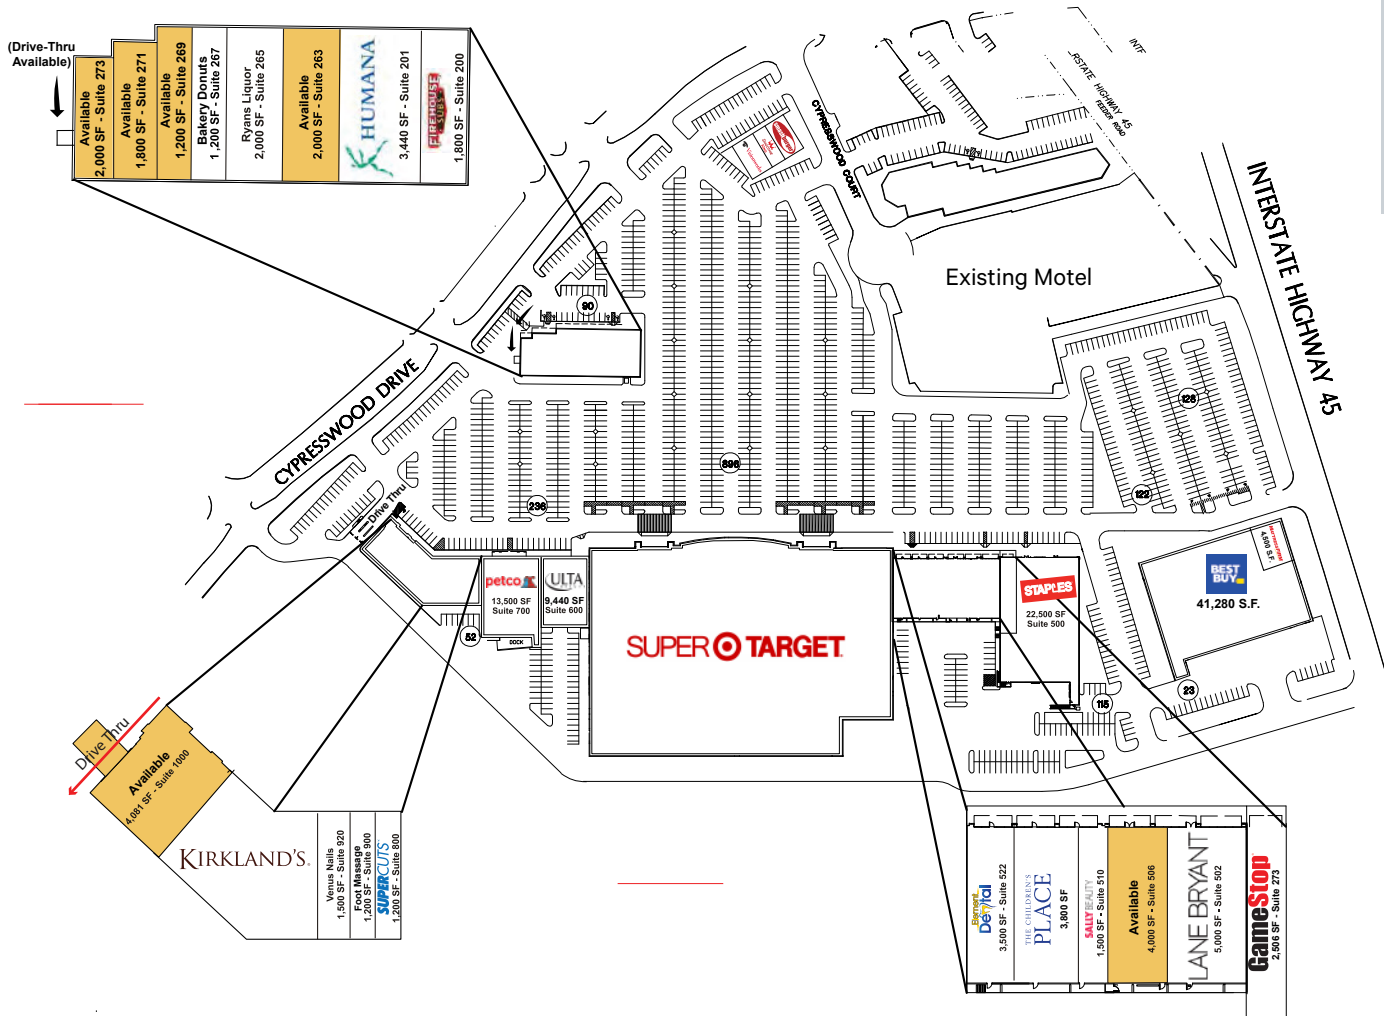 (Drive-Thru
Available)
Available
2,000 SF - Suite 273
Available
1,800 SF - Suite 271
Available
1,200 SF - Suite 269
Bakery Donuts
1,200 SF - Suite 267
Ryans Liquor
2,000 SF - Suite 265
Available
2,000 SF - Suite 263
HUMANA
3,440 SF - Suite 201
FIREHOUSE
SUBS
1,800 SF - Suite 200
CYPRESSWOOD COURT
INTERSTATE HIGHWAY 45
FEEDER ROAD
Existing Motel
INTERSTATE HIGHWAY 45
CYPRESSWOOD DRIVE
90
896
236
128
122
Drive Thru
petco
13,500 SF
Suite 700
DOCK
52
ULTA
9,440 SF
Suite 600
SUPER TARGET
STAPLES
22,500 SF
Suite 500
115
BEST
BUY
41,280 S.F.
4,500 S.F.
23
Drive Thru
Available
4,081 SF - Suite 1000
KIRKLAND'S
Venus Nails
1,500 SF - Suite 920
Foot Massage
1,200 SF - Suite 900
SUPERCUTS
1,200 SF - Suite 800
Element
Dental
3,500 SF - Suite 522
THE CHILDREN'S
PLACE
3,800 SF
SALLY BEAUTY
1,500 SF - Suite 510
Available
4,000 SF - Suite 506
LANE BRYANT
5,000 SF - Suite 502
GameStop
2,506 SF - Suite 273